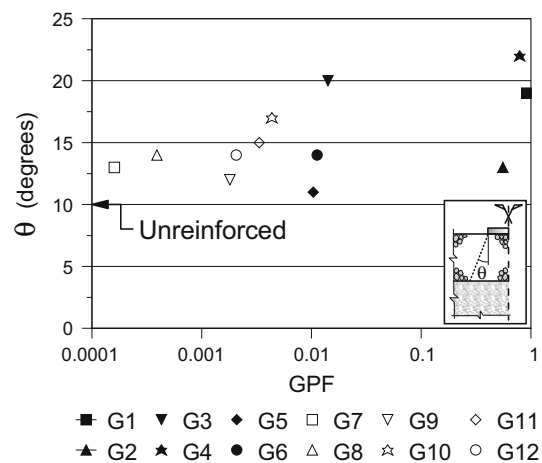 25
20
15
10
5
0
θ (degrees)
Unreinforced
θ
0.0001 0.001 0.01 0.1 1
GPF
G1 G3 G5 G7 G9 G11
G2 G4 G6 G8 G10 G12